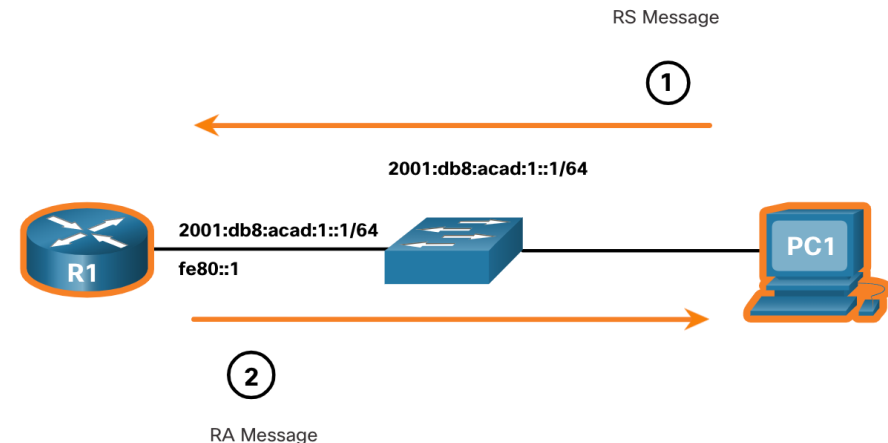 RS Message
1
2001:db8:acad:1::1/64
2001:db8:acad:1::1/64
R1
fe80::1
PC1
2
RA Message